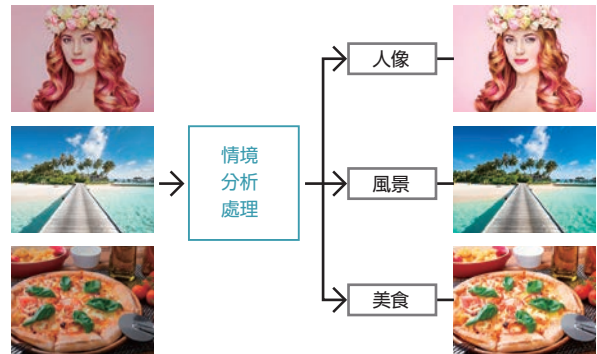 人像
情境
分析
處理
風景
美食